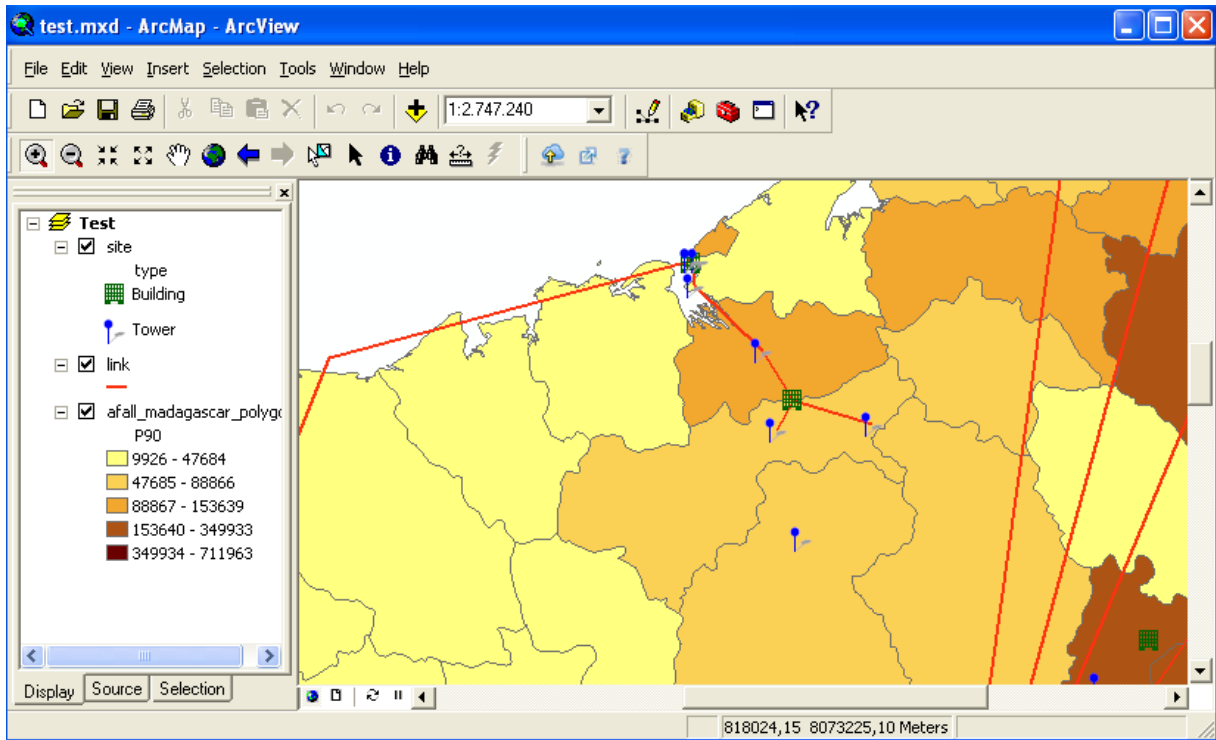 test.mxd - ArcMap - ArcView
File Edit View Insert Selection Tools Window Help
1:2.747.240
Test
site
type
Building
Tower
link
afall_madagascar_polygo
P90
9926 - 47684
47685 - 88866
88867 - 153639
153640 - 349933
349934 - 711963
Display Source Selection
818024,15 8073225,10 Meters